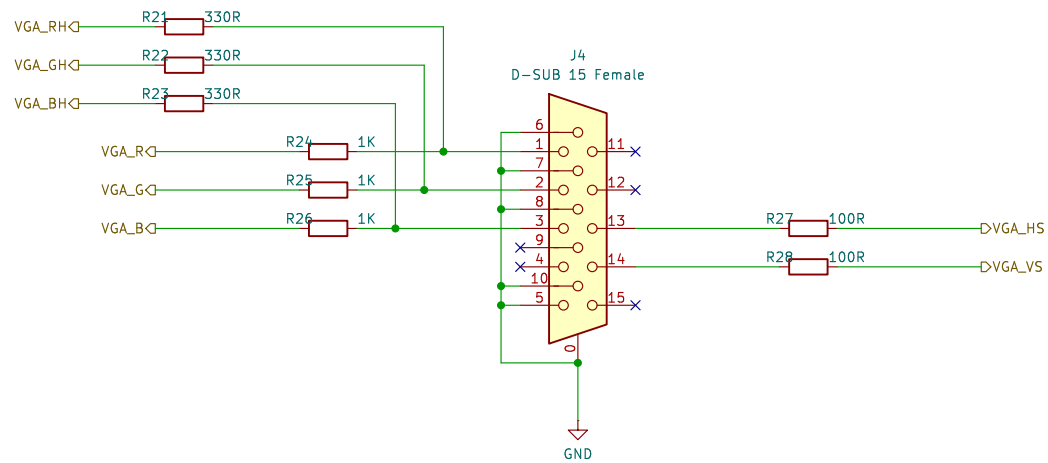 VGA_RH R21 330R
J4
VGA_GH R22 330R
D-SUB 15 Female
VGA_BH R23 330R
6
VGA_R R24 1K 1 11
7
VGA_G R25 1K 2 12
8
VGA_B R26 1K 3 13 R27 100R VGA_HS
9
4 14 R28 100R VGA_VS
10
5 15
0
GND